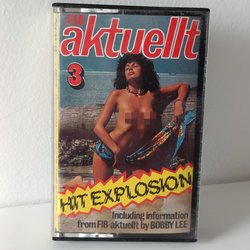 FIB
aktuellt
3
HIT EXPLOSION
Including information
from FIB-aktuellt by BOBBY LEE